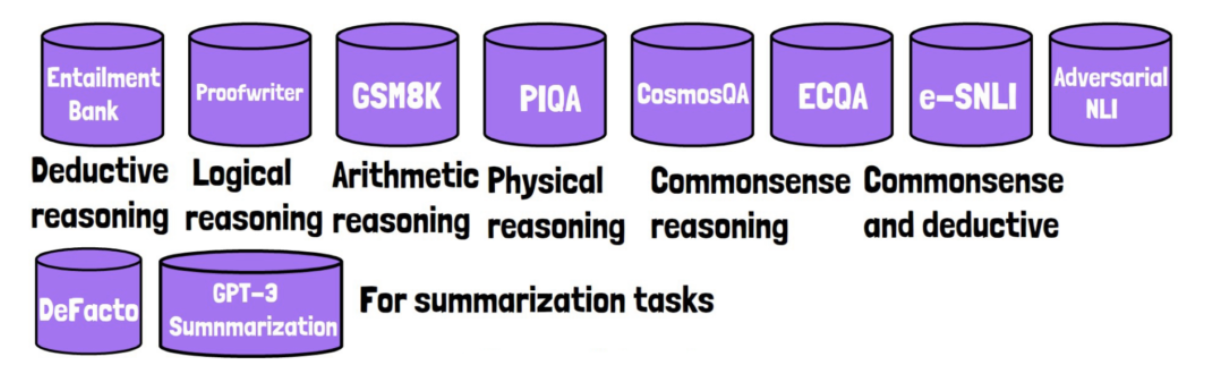 Entailment
Bank
Proofwriter
GSM8K
PIQA
CosmosQA
ECQA
e-SNLI
Adversarial
NLI
Deductive
reasoning
Logical
reasoning
Arithmetic
reasoning
Physical
reasoning
Commonsense
reasoning
Commonsense
and deductive
DeFacto
GPT-3
Sumnmarization
For summarization tasks